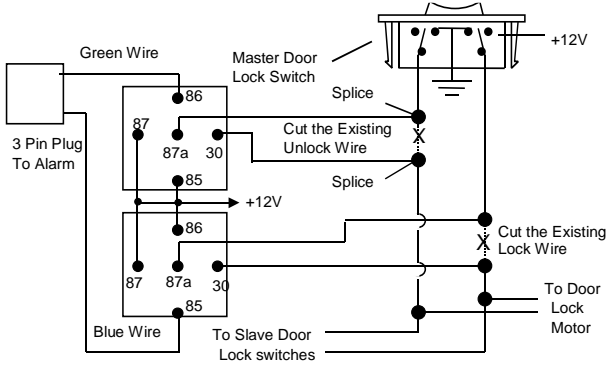 Green Wire
Master Door
Lock Switch
+12V
3 Pin Plug
To Alarm
86
87
87a
30
85
Splice
Cut the Existing
Unlock Wire
X
Splice
+12V
86
87
87a
30
85
Blue Wire
Cut the Existing
Lock Wire
X
To Door
Lock
Motor
To Slave Door
Lock switches